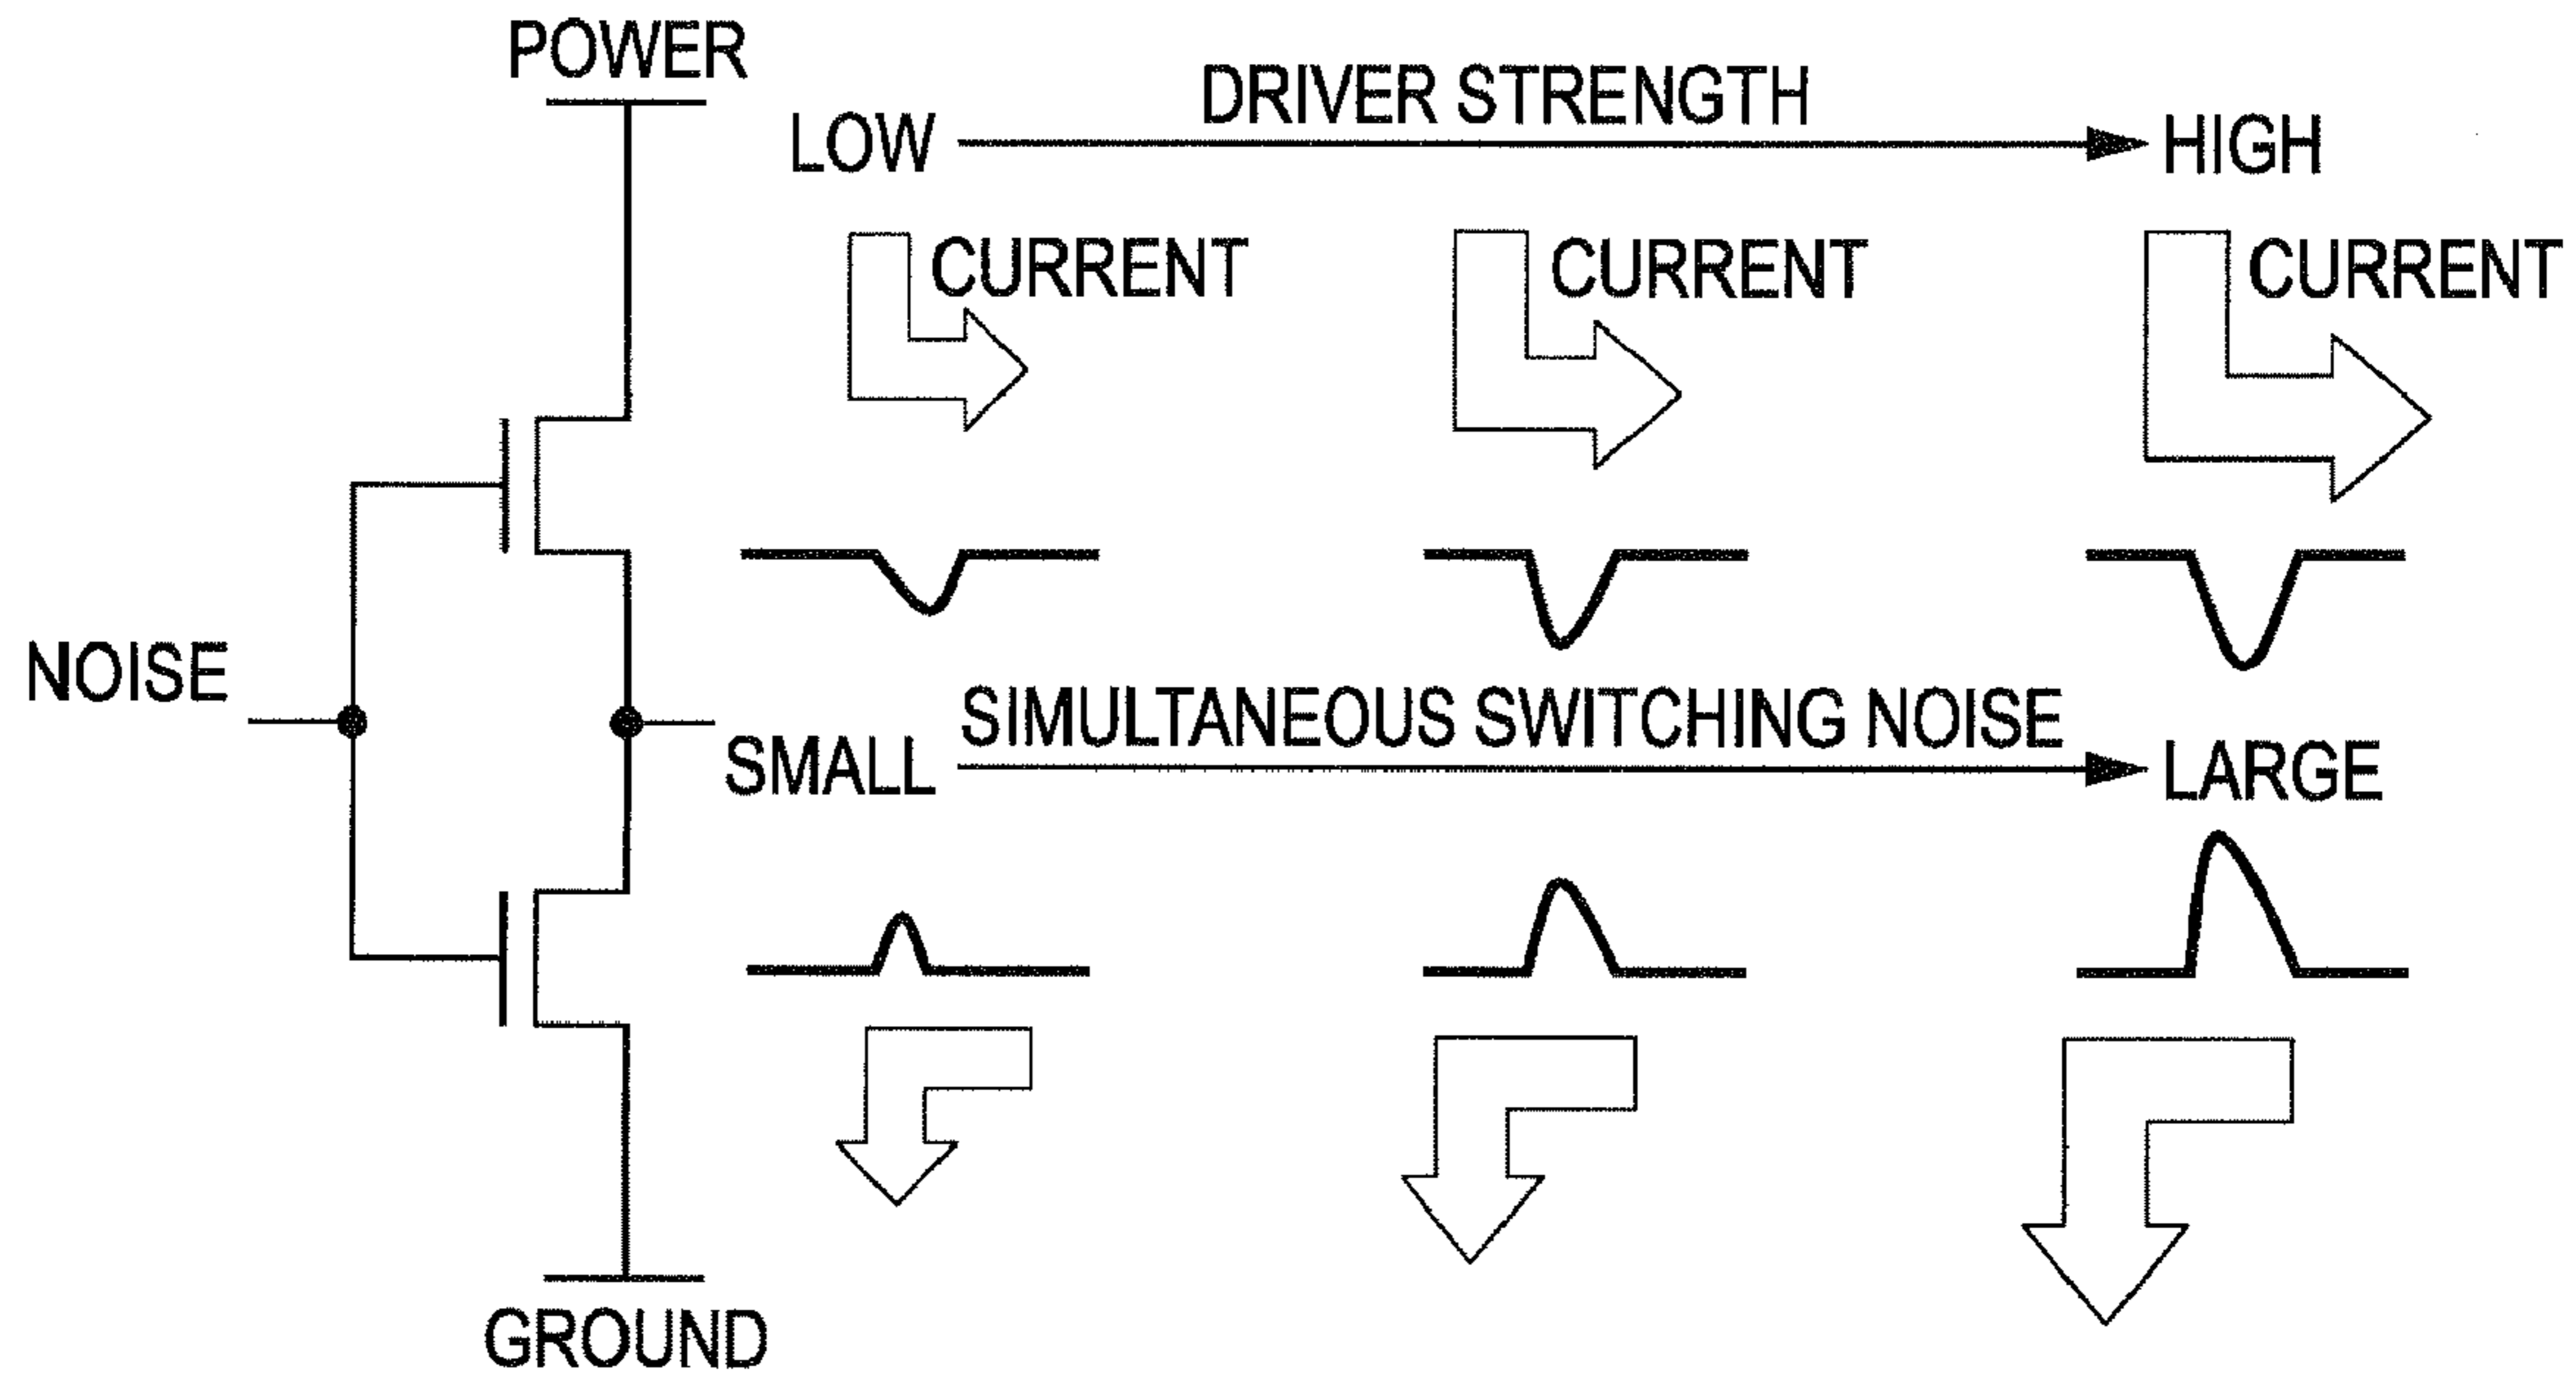 POWER
DRIVER STRENGTH
LOW
HIGH
CURRENT
CURRENT
CURRENT
NOISE
SIMULTANEOUS SWITCHING NOISE
SMALL
LARGE
GROUND